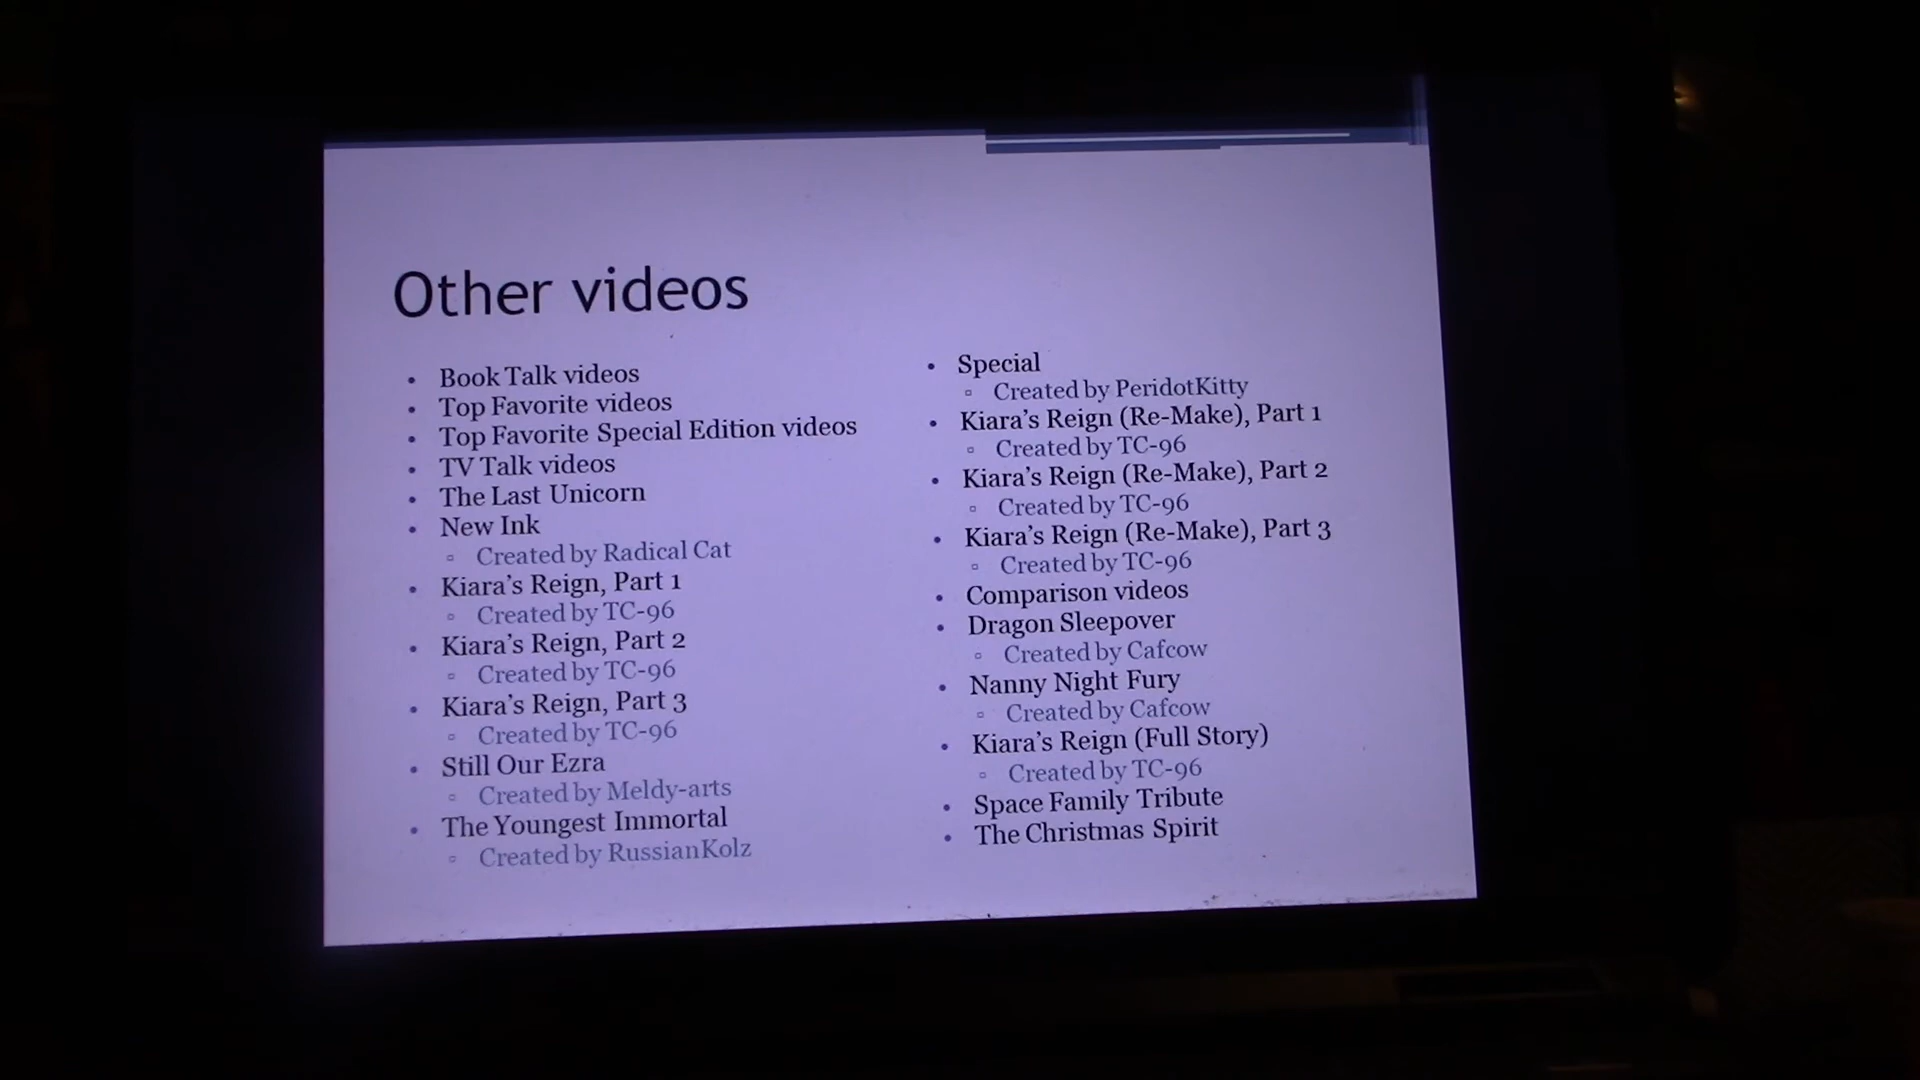 Other videos
• Book Talk videos
• Top Favorite videos
• Top Favorite Special Edition videos
• TV Talk videos
• The Last Unicorn
• New Ink
▫ Created by Radical Cat
• Kiara’s Reign, Part 1
▫ Created by TC-96
• Kiara’s Reign, Part 2
▫ Created by TC-96
• Kiara’s Reign, Part 3
▫ Created by TC-96
• Still Our Ezra
▫ Created by Meldy-arts
• The Youngest Immortal
▫ Created by RussianKolz
• Special
▫ Created by PeridotKitty
• Kiara’s Reign (Re-Make), Part 1
▫ Created by TC-96
• Kiara’s Reign (Re-Make), Part 2
▫ Created by TC-96
• Kiara’s Reign (Re-Make), Part 3
▫ Created by TC-96
• Comparison videos
• Dragon Sleepover
▫ Created by Cafcow
• Nanny Night Fury
▫ Created by Cafcow
• Kiara’s Reign (Full Story)
▫ Created by TC-96
• Space Family Tribute
• The Christmas Spirit